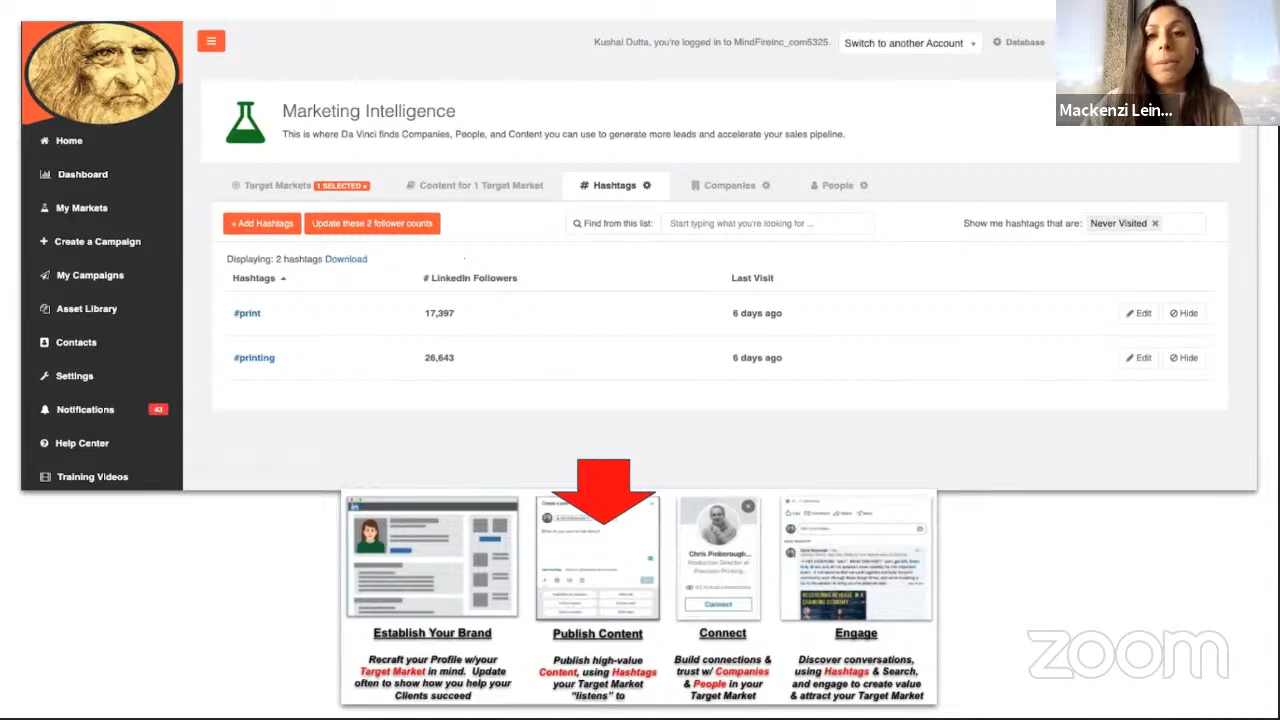 Kushal Dutta, you're logged in to MindFireInc_com5325.
Switch to another Account
Database
Mackenzi Lein...
Home
Dashboard
My Markets
Create a Campaign
My Campaigns
Asset Library
Contacts
Settings
Notifications 43
Help Center
Training Videos
Marketing Intelligence
This is where Da Vinci finds Companies, People, and Content you can use to generate more leads and accelerate your sales pipeline.
Target Markets 1 SELECTED ×
Content for 1 Target Market
# Hashtags
Companies
People
+ Add Hashtags
Update these 2 follower counts
Find from this list:
Start typing what you're looking for ...
Show me hashtags that are:
Never Visited ×
Displaying: 2 hashtags Download
Hashtags # LinkedIn Followers Last Visit
#print 17,397 6 days ago Edit Hide
#printing 26,643 6 days ago Edit Hide
Chris Pinborough...
Production Director at
Precision Printing...
Connect
Establish Your Brand
Recraft your Profile w/your
Target Market in mind. Update
often to show how you help your
Clients succeed
Publish Content
Publish high-value
Content, using Hashtags
your Target Market
"listens" to
Connect
Build connections &
trust w/ Companies
& People in your
Target Market
Engage
Discover conversations,
using Hashtags & Search,
and engage to create value
& attract your Target Market
zoom